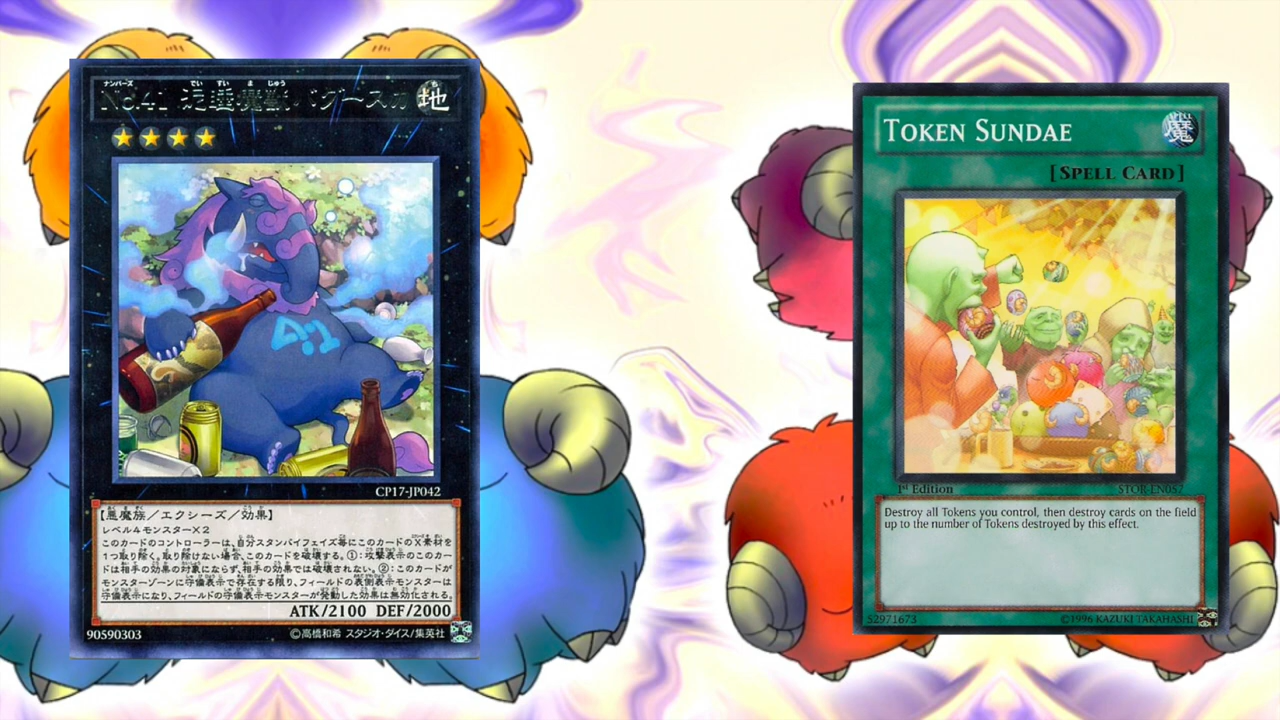 No.41 泥睡魔獣バグースカ
地
CP17-JP042
【悪魔族/エクシーズ/効果】
レベル4モンスター×2
このカードのコントローラーは、自分スタンバイフェイズ毎にこのカードのX素材を
1つ取り除く。取り除けない場合、このカードを破壊する。①:攻撃表示のこのカー
ドは相手の効果の対象にならず、相手の効果では破壊されない。②:このカードが
モンスターゾーンに守備表示で存在する限り、フィールドの表側表示モンスターは
守備表示になり、フィールドの守備表示モンスターが発動した効果は無効化される。
ATK/2100 DEF/2000
90590303
©高橋和希 スタジオ・ダイス/集英社
TOKEN SUNDAE
魔
[SPELL CARD]
1st Edition
STOR-EN057
Destroy all Tokens you control, then destroy cards on the field
up to the number of Tokens destroyed by this effect.
52971673
©1996 KAZUKI TAKAHASHI